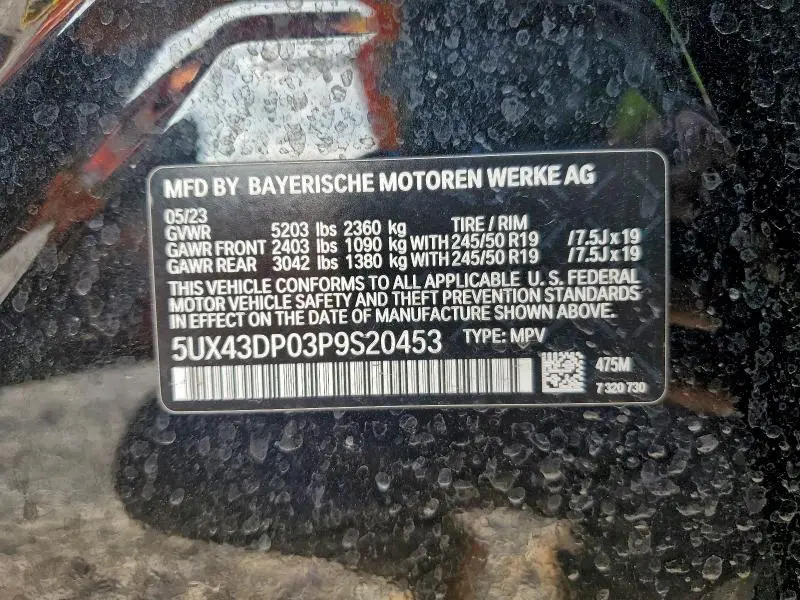 MFD BY BAYERISCHE MOTOREN WERKE AG
05/23
GVWR 5203 lbs 2360 kg TIRE / RIM
GAWR FRONT 2403 lbs 1090 kg WITH 245/50 R19 /7.5J x 19
GAWR REAR 3042 lbs 1380 kg WITH 245/50 R19 /7.5J x 19
THIS VEHICLE CONFORMS TO ALL APPLICABLE U. S. FEDERAL
MOTOR VEHICLE SAFETY AND THEFT PREVENTION STANDARDS
IN EFFECT ON THE DATE OF MANUFACTURE SHOWN ABOVE.
5UX43DP03P9S20453 TYPE: MPV
475M
7 320 730